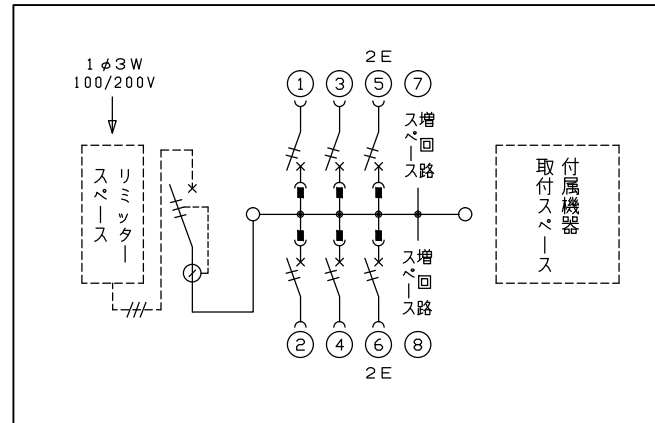 1φ3W
100/200V
リミッター
スペース
2E
① ③ ⑤ ⑦
増回路
スペース
増回路
スペース
② ④ ⑥ ⑧
2E
付属機器
取付スペース